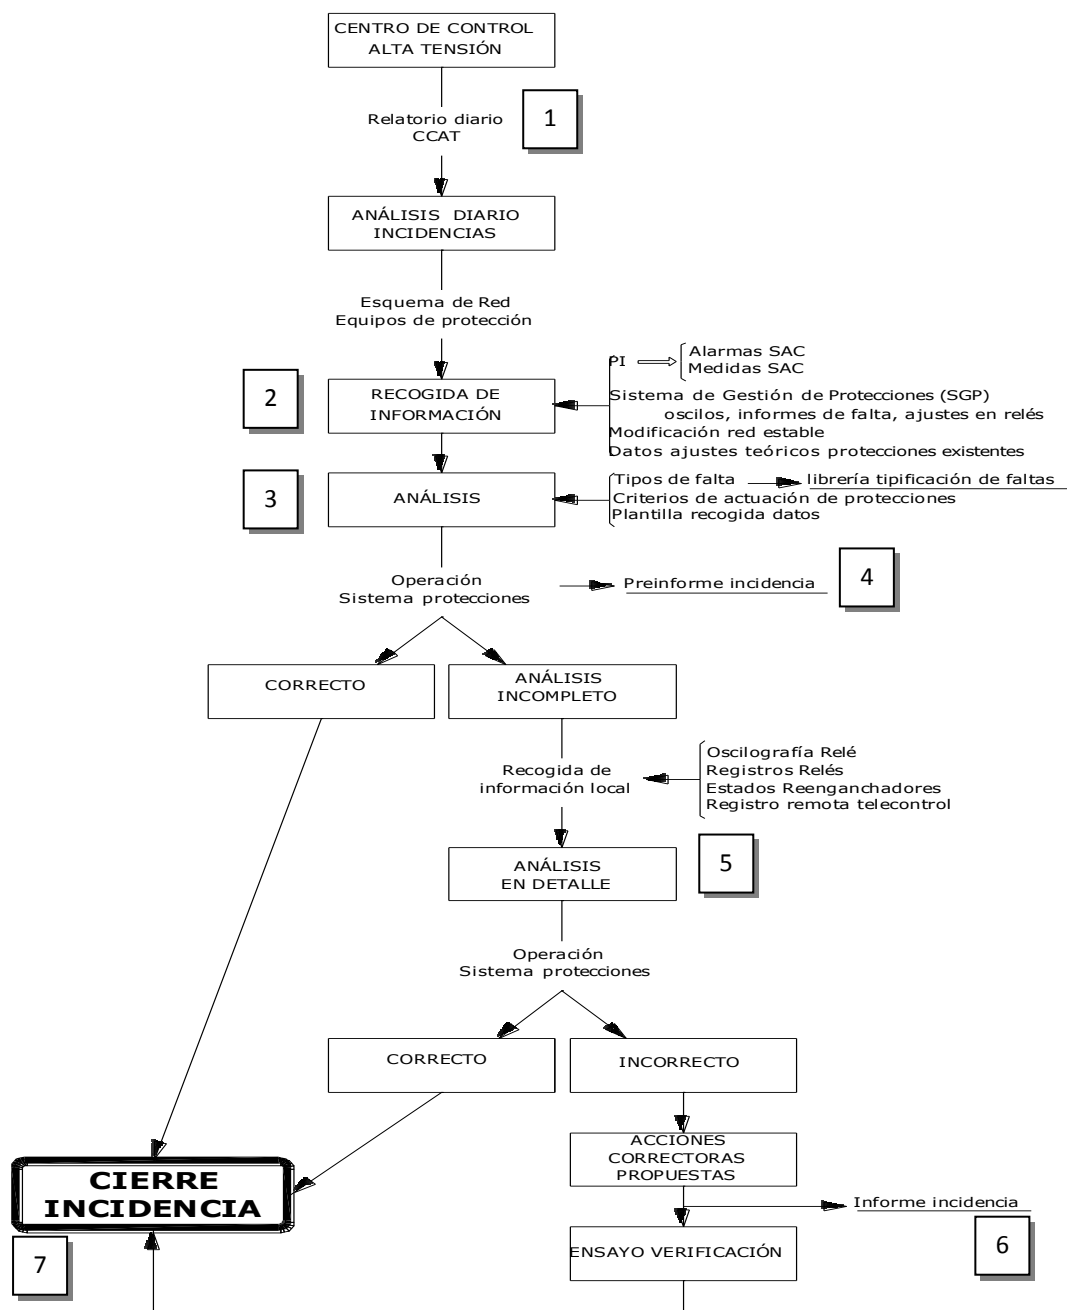 CENTRO DE CONTROL
ALTA TENSIÓN
Relatorio diario
CCAT
1
ANÁLISIS DIARIO
INCIDENCIAS
Esquema de Red
Equipos de protección
2
RECOGIDA DE
INFORMACIÓN
PI
Alarmas SAC
Medidas SAC
Sistema de Gestión de Protecciones (SGP)
oscilos, informes de falta, ajustes en relés
Modificación red estable
Datos ajustes teóricos protecciones existentes
3
ANÁLISIS
Tipos de falta
librería tipificación de faltas
Criterios de actuación de protecciones
Plantilla recogida datos
Operación
Sistema protecciones
Preinforme incidencia
4
CORRECTO
ANÁLISIS
INCOMPLETO
Recogida de
información local
Oscilografía Relé
Registros Relés
Estados Reenganchadores
Registro remota telecontrol
ANÁLISIS
EN DETALLE
5
Operación
Sistema protecciones
CORRECTO
INCORRECTO
ACCIONES
CORRECTORAS
PROPUESTAS
CIERRE
INCIDENCIA
Informe incidencia
6
ENSAYO VERIFICACIÓN
7